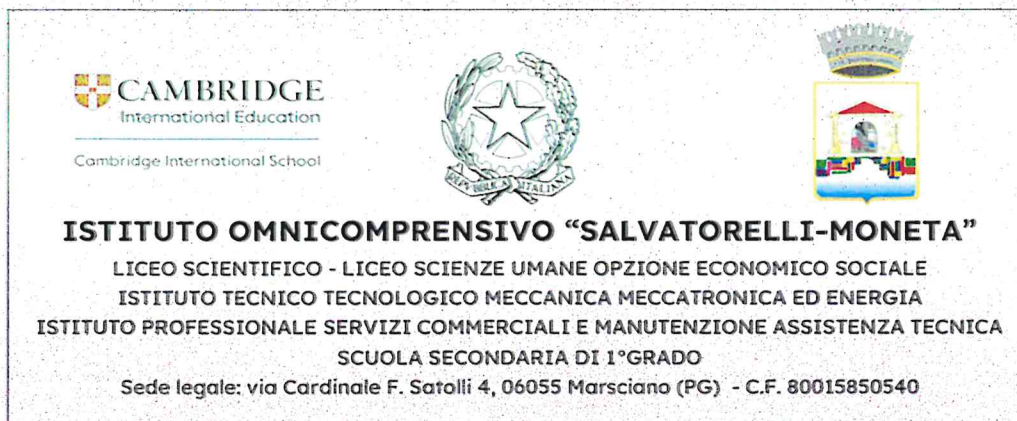 CAMBRIDGE
International Education
Cambridge International School
REPVBBLICA ITALIANA
ISTITUTO OMNICOMPRENSIVO “SALVATORELLI-MONETA”
LICEO SCIENTIFICO - LICEO SCIENZE UMANE OPZIONE ECONOMICO SOCIALE
ISTITUTO TECNICO TECNOLOGICO MECCANICA MECCATRONICA ED ENERGIA
ISTITUTO PROFESSIONALE SERVIZI COMMERCIALI E MANUTENZIONE ASSISTENZA TECNICA
SCUOLA SECONDARIA DI 1°GRADO
Sede legale: via Cardinale F. Satolli 4, 06055 Marsciano (PG) - C.F. 80015850540